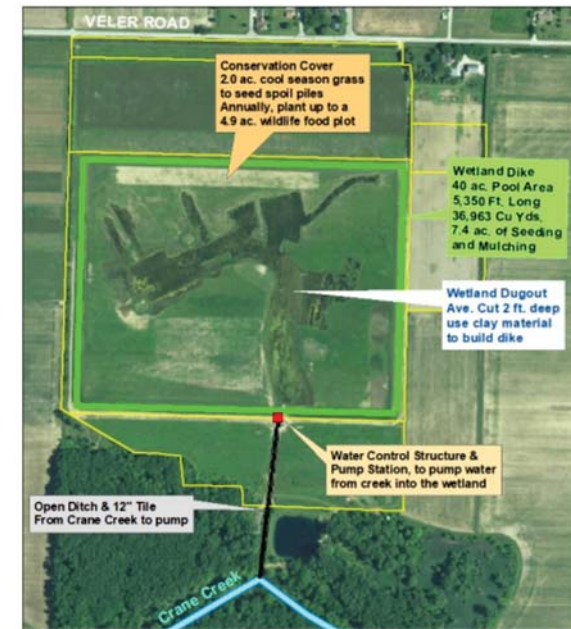 VELER ROAD
Conservation Cover
2.0 ac. cool season grass
to seed spoil piles
Annually, plant up to a
4.9 ac. wildlife food plot
Wetland Dike
40 ac. Pool Area
5,350 Ft. Long
36,963 Cu Yds,
7.4 ac. of Seeding
and Mulching
Wetland Dugout
Ave. Cut 2 ft. deep
use clay material
to build dike
Water Control Structure &
Pump Station, to pump water
from creek into the wetland
Open Ditch & 12" Tile
From Crane Creek to pump
Crane Creek